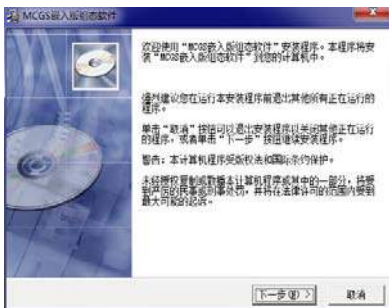 MCGS嵌入版组态软件
欢迎使用“MCGS嵌入版组态软件”安装程序。本程序将安
装“MCGS嵌入版组态软件”到您的计算机中。
强烈建议您在运行本安装程序前退出其他所有正在运行的
程序。
单击“取消”按钮可以退出安装程序以关闭其他正在运行
的程序，或者单击“下一步”按钮继续安装程序。
警告：本计算机程序受版权法和国际条约保护。
未经授权复制或散播本计算机程序或其中的一部分，将受
到严厉的民事或刑事处罚，并将在法律许可的范围内受到
最大可能的起诉。
下一步(N) >
取消